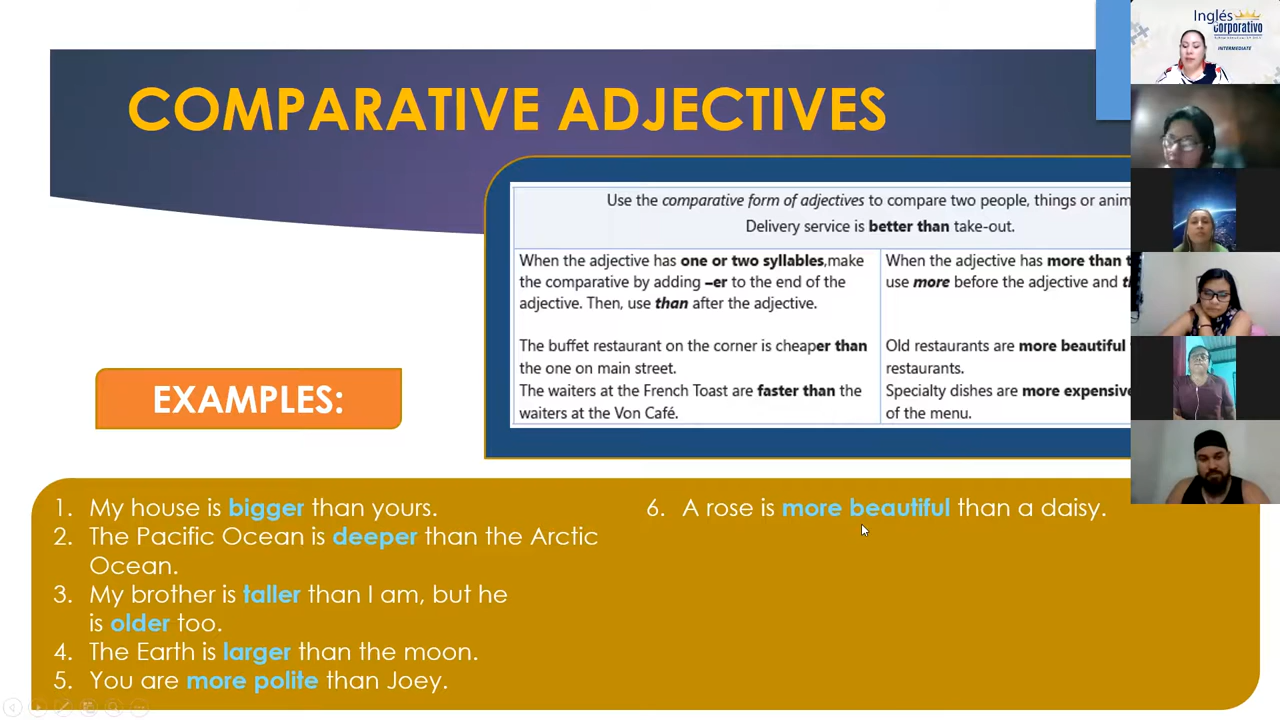 COMPARATIVE ADJECTIVES
Inglés
Corporativo
INTERMEDIATE
Use the comparative form of adjectives to compare two people, things or anim
Delivery service is better than take-out.
When the adjective has one or two syllables,make
the comparative by adding –er to the end of the
adjective. Then, use than after the adjective.
The buffet restaurant on the corner is cheaper than
the one on main street.
The waiters at the French Toast are faster than the
waiters at the Von Café.
When the adjective has more than t
use more before the adjective and th
Old restaurants are more beautiful
restaurants.
Specialty dishes are more expensive
of the menu.
EXAMPLES:
1. My house is bigger than yours.
2. The Pacific Ocean is deeper than the Arctic
Ocean.
3. My brother is taller than I am, but he
is older too.
4. The Earth is larger than the moon.
5. You are more polite than Joey.
6. A rose is more beautiful than a daisy.